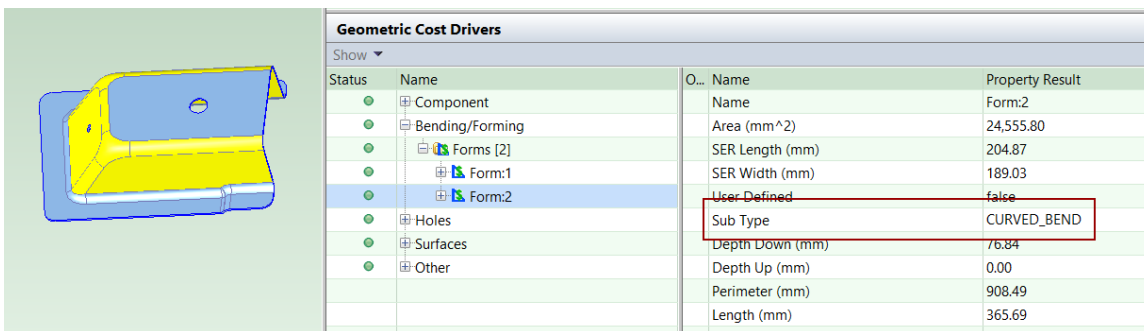 Geometric Cost Drivers
Show
Status Name O... Name Property Result
Component Name Form:2
Bending/Forming Area (mm^2) 24,555.80
Forms [2] SER Length (mm) 204.87
Form:1 SER Width (mm) 189.03
Form:2 User Defined false
Holes Sub Type CURVED_BEND
Surfaces Depth Down (mm) 76.84
Other Depth Up (mm) 0.00
Perimeter (mm) 908.49
Length (mm) 365.69